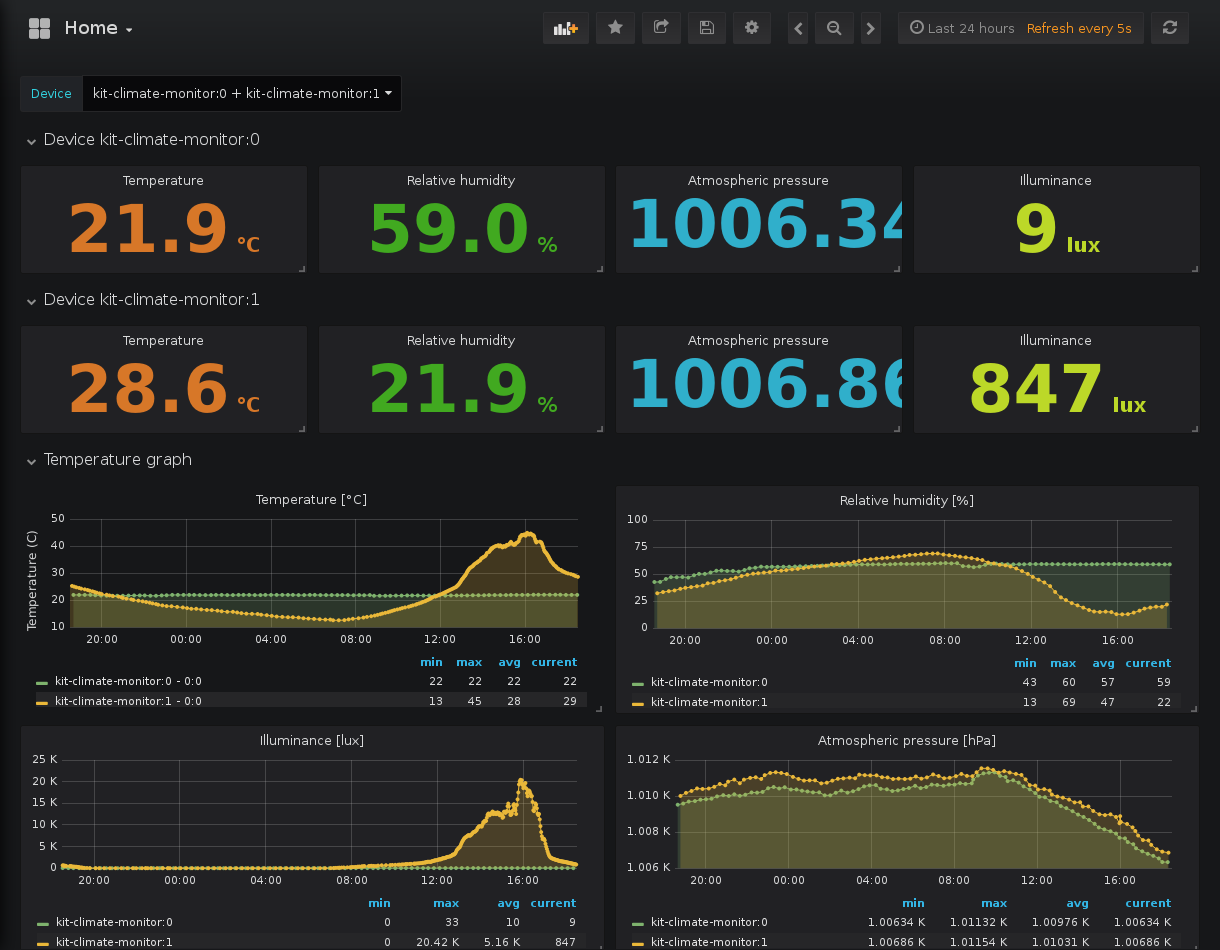 Home
Last 24 hours Refresh every 5s
Device kit-climate-monitor:0 + kit-climate-monitor:1
Device kit-climate-monitor:0
Temperature Relative humidity Atmospheric pressure Illuminance
21.9 °C 59.0 % 1006.34 9 lux
Device kit-climate-monitor:1
Temperature Relative humidity Atmospheric pressure Illuminance
28.6 °C 21.9 % 1006.86 847 lux
Temperature graph
Temperature [°C]
Temperature (C)
50
40
30
20
10
20:00 00:00 04:00 08:00 12:00 16:00
min max avg current
kit-climate-monitor:0 - 0:0 22 22 22 22
kit-climate-monitor:1 - 0:0 13 45 28 29
Relative humidity [%]
100
75
50
25
0
20:00 00:00 04:00 08:00 12:00 16:00
min max avg current
kit-climate-monitor:0 43 60 57 59
kit-climate-monitor:1 13 69 47 22
Illuminance [lux]
25 K
20 K
15 K
10 K
5 K
0
20:00 00:00 04:00 08:00 12:00 16:00
min max avg current
kit-climate-monitor:0 0 33 10 9
kit-climate-monitor:1 0 20.42 K 5.16 K 847
Atmospheric pressure [hPa]
1.012 K
1.010 K
1.008 K
1.006 K
20:00 00:00 04:00 08:00 12:00 16:00
min max avg current
kit-climate-monitor:0 1.00634 K 1.01132 K 1.00976 K 1.00634 K
kit-climate-monitor:1 1.00686 K 1.01154 K 1.01031 K 1.00686 K